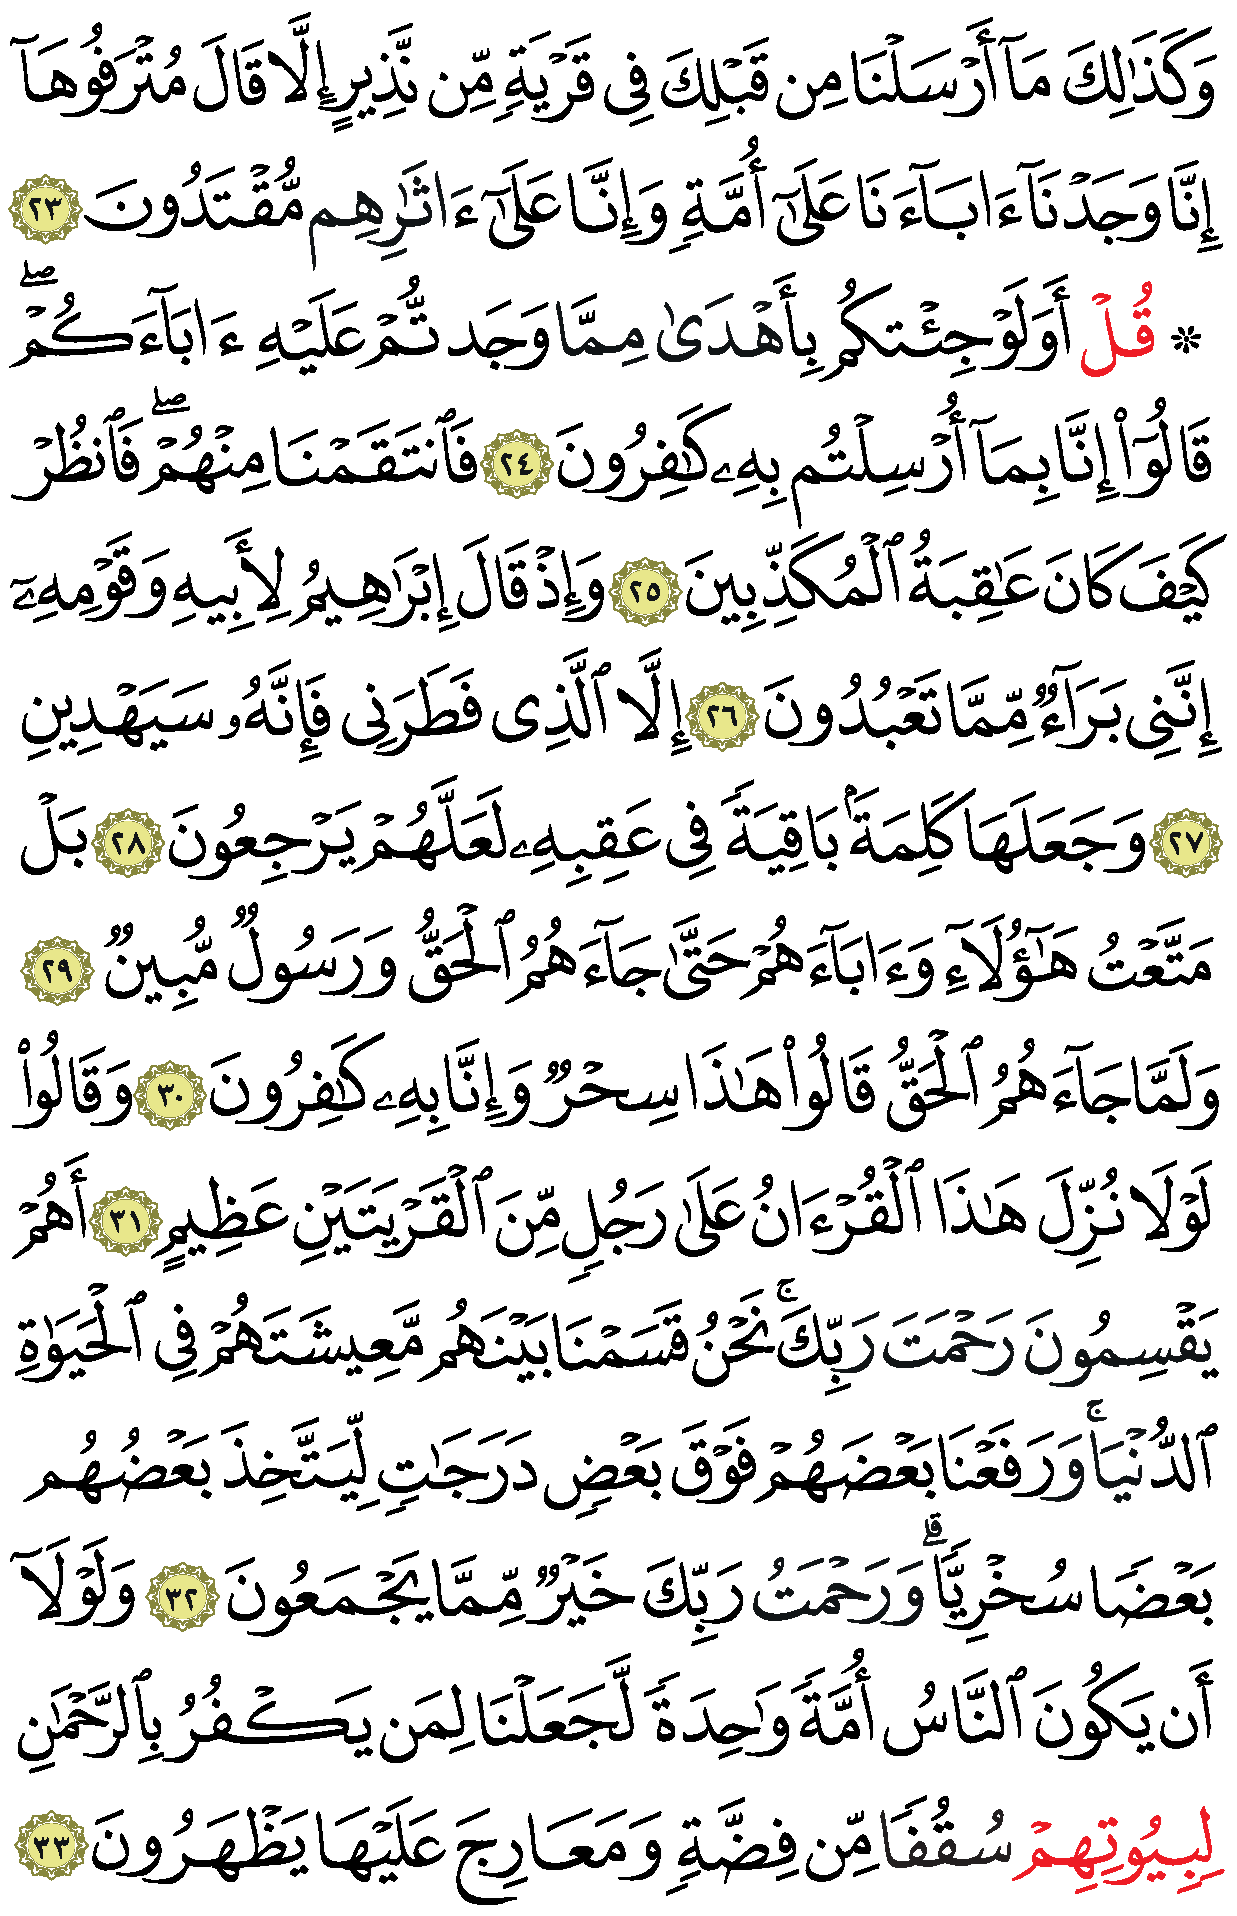 وَكَذَٰلِكَ مَآ أَرۡسَلۡنَا مِن قَبۡلِكَ فِي قَرۡيَةٖ مِّن نَّذِيرٍ إِلَّا قَالَ مُتۡرَفُوهَآ
إِنَّا وَجَدۡنَآ ءَابَآءَنَا عَلَىٰٓ أُمَّةٖ وَإِنَّا عَلَىٰٓ ءَاثَٰرِهِم مُّقۡتَدُونَ ٢٣
۞ قُلۡ أَوَلَوۡ جِئۡتُكُم بِأَهۡدَىٰ مِمَّا وَجَدتُّمۡ عَلَيۡهِ ءَابَآءَكُمۡۖ
قَالُوٓاْ إِنَّا بِمَآ أُرۡسِلۡتُم بِهِۦ كَٰفِرُونَ ٢٤ فَٱنتَقَمۡنَا مِنۡهُمۡۖ فَٱنظُرۡ
كَيۡفَ كَانَ عَٰقِبَةُ ٱلۡمُكَذِّبِينَ ٢٥ وَإِذۡ قَالَ إِبۡرَٰهِيمُ لِأَبِيهِ وَقَوۡمِهِۦٓ
إِنَّنِي بَرَآءٞ مِّمَّا تَعۡبُدُونَ ٢٦ إِلَّا ٱلَّذِي فَطَرَنِي فَإِنَّهُۥ سَيَهۡدِينِ
٢٧ وَجَعَلَهَا كَلِمَةَۢ بَاقِيَةٗ فِي عَقِبِهِۦ لَعَلَّهُمۡ يَرۡجِعُونَ ٢٨ بَلۡ
مَتَّعۡتُ هَٰٓؤُلَآءِ وَءَابَآءَهُمۡ حَتَّىٰ جَآءَهُمُ ٱلۡحَقُّ وَرَسُولٞ مُّبِينٞ ٢٩
وَلَمَّا جَآءَهُمُ ٱلۡحَقُّ قَالُواْ هَٰذَا سِحۡرٞ وَإِنَّا بِهِۦ كَٰفِرُونَ ٣٠ وَقَالُواْ
لَوۡلَا نُزِّلَ هَٰذَا ٱلۡقُرۡءَانُ عَلَىٰ رَجُلٖ مِّنَ ٱلۡقَرۡيَتَيۡنِ عَظِيمٍ ٣١ أَهُمۡ
يَقۡسِمُونَ رَحۡمَتَ رَبِّكَۚ نَحۡنُ قَسَمۡنَا بَيۡنَهُم مَّعِيشَتَهُمۡ فِي ٱلۡحَيَوٰةِ
ٱلدُّنۡيَاۚ وَرَفَعۡنَا بَعۡضَهُمۡ فَوۡقَ بَعۡضٖ دَرَجَٰتٖ لِّيَتَّخِذَ بَعۡضُهُم
بَعۡضٗا سُخۡرِيّٗاۗ وَرَحۡمَتُ رَبِّكَ خَيۡرٞ مِّمَّا يَجۡمَعُونَ ٣٢ وَلَوۡلَآ
أَن يَكُونَ ٱلنَّاسُ أُمَّةٗ وَٰحِدَةٗ لَّجَعَلۡنَا لِمَن يَكۡفُرُ بِٱلرَّحۡمَٰنِ
لِبِيُوتِهِمۡ سُقُفٗا مِّن فِضَّةٖ وَمَعَارِجَ عَلَيۡهَا يَظۡهَرُونَ ٣٣